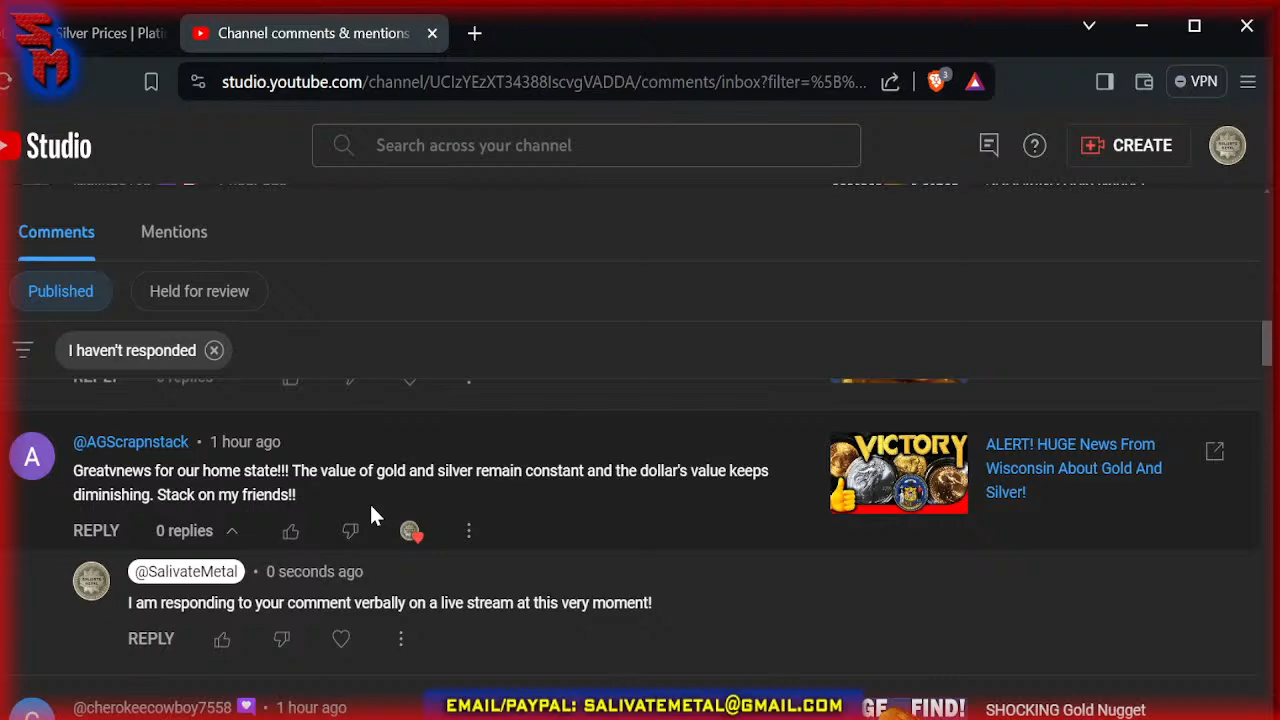 SM
Silver Prices | Plati
Channel comments & mentions
studio.youtube.com/channel/UCIzYEzXT34388IscvgVADDA/comments/inbox?filter=%5B%...
3
VPN
Studio
Search across your channel
CREATE
Comments
Mentions
Published
Held for review
I haven't responded
REPLY
0 replies
@AGScrapnstack • 1 hour ago
A
Greatvnews for our home state!!! The value of gold and silver remain constant and the dollar's value keeps
diminishing. Stack on my friends!!
REPLY
0 replies
VICTORY
ALERT! HUGE News From
Wisconsin About Gold And
Silver!
@SalivateMetal • 0 seconds ago
I am responding to your comment verbally on a live stream at this very moment!
REPLY
@cherokeecowboy7558 • 1 hour ago
FIND!
SHOCKING Gold Nugget
EMAIL/PAYPAL: SALIVATEMETAL@GMAIL.COM